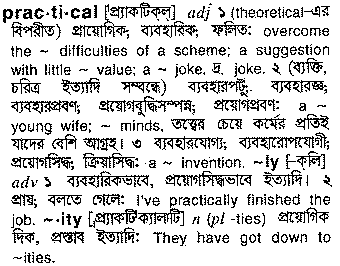 prac·ti·cal [প্র্যাকটিক্‌ল্] adj ১ (theoretical-এর
বিপরীত) প্রায়োগিক, ব্যবহারিক, ফলিত: overcome
the ~ difficulties of a scheme; a suggestion
with little ~ value; a ~ joke, দ্র. joke. ২ (ব্যক্তি,
চরিত্র ইত্যাদি সম্বন্ধে) ব্যবহারপটু, ব্যবহারজ্ঞ,
ব্যবহারপ্রবণ, প্রয়োগবুদ্ধিসম্পন্ন, প্রয়োগপ্রবণ: a ~
young wife; ~ minds, তত্ত্বের চেয়ে কর্মের প্রতিই
যাদের বেশি আগ্রহ। ৩ ব্যবহারযোগ্য, ব্যবহারোপযোগী,
প্রয়োগসিদ্ধ, ক্রিয়াসিদ্ধ: a ~ invention. ~ly [–ক্‌লি]
adv ১ ব্যবহারিকভাবে, প্রয়োগসিদ্ধভাবে ইত্যাদি। ২
প্রায়, বলতে গেলে: I've practically finished the
job. ~·ity [প্র্যাকটিক্যালাটি] n (pl -ties) প্রায়োগিক
দিক, প্রস্তাব ইত্যাদি: They have got down to
~ities.